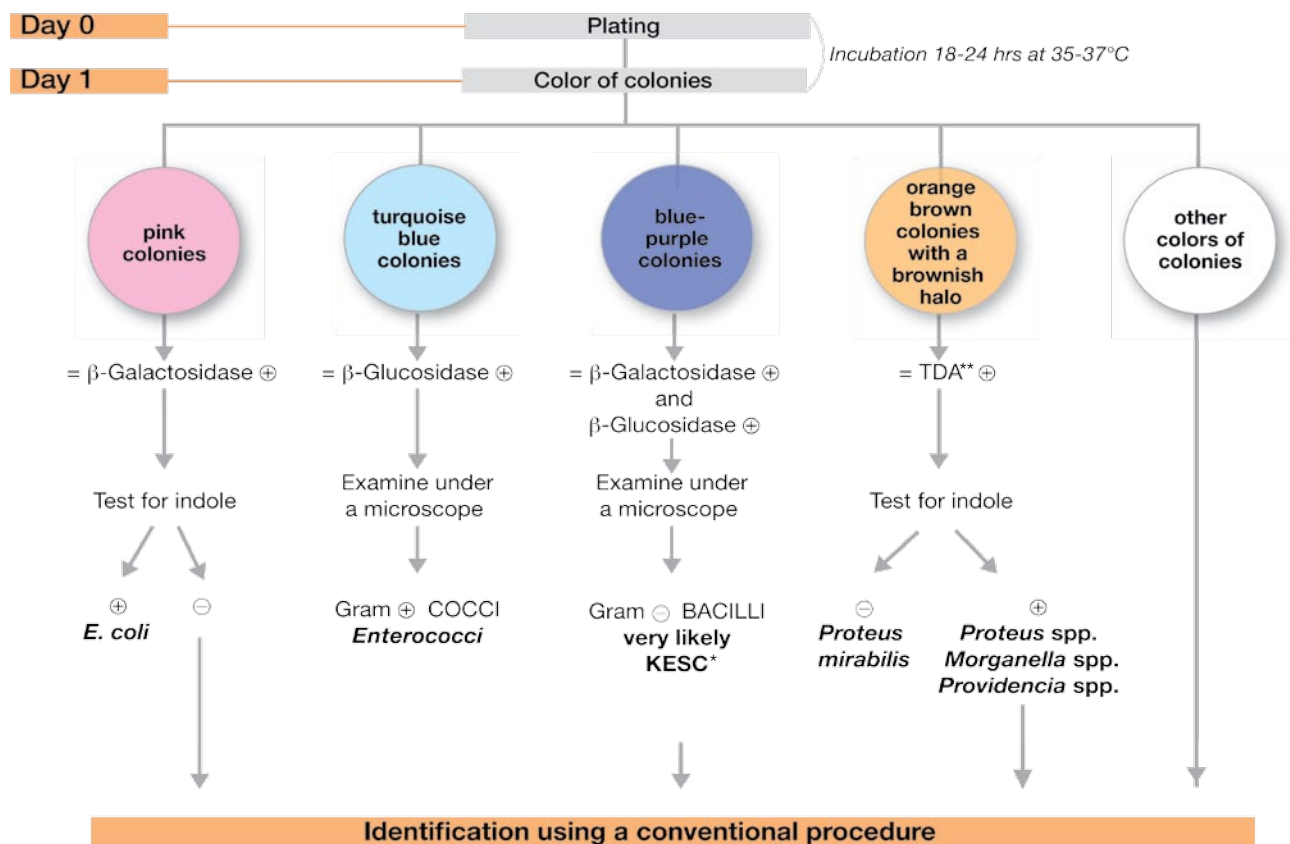 Day 0
Plating
Incubation 18-24 hrs at 35-37°C
Day 1
Color of colonies
pink
colonies
turquoise
blue
colonies
blue-
purple
colonies
orange
brown
colonies
with a
brownish
halo
other
colors of
colonies
= β-Galactosidase ⊕
= β-Glucosidase ⊕
= β-Galactosidase ⊕
and
β-Glucosidase ⊕
= TDA** ⊕
Test for indole
Examine under
a microscope
Examine under
a microscope
Test for indole
⊕
E. coli
⊖
Gram ⊕ COCCI
Enterococci
Gram ⊖ BACILLI
very likely
KESC*
⊖
Proteus
mirabilis
⊕
Proteus spp.
Morganella spp.
Providencia spp.
Identification using a conventional procedure